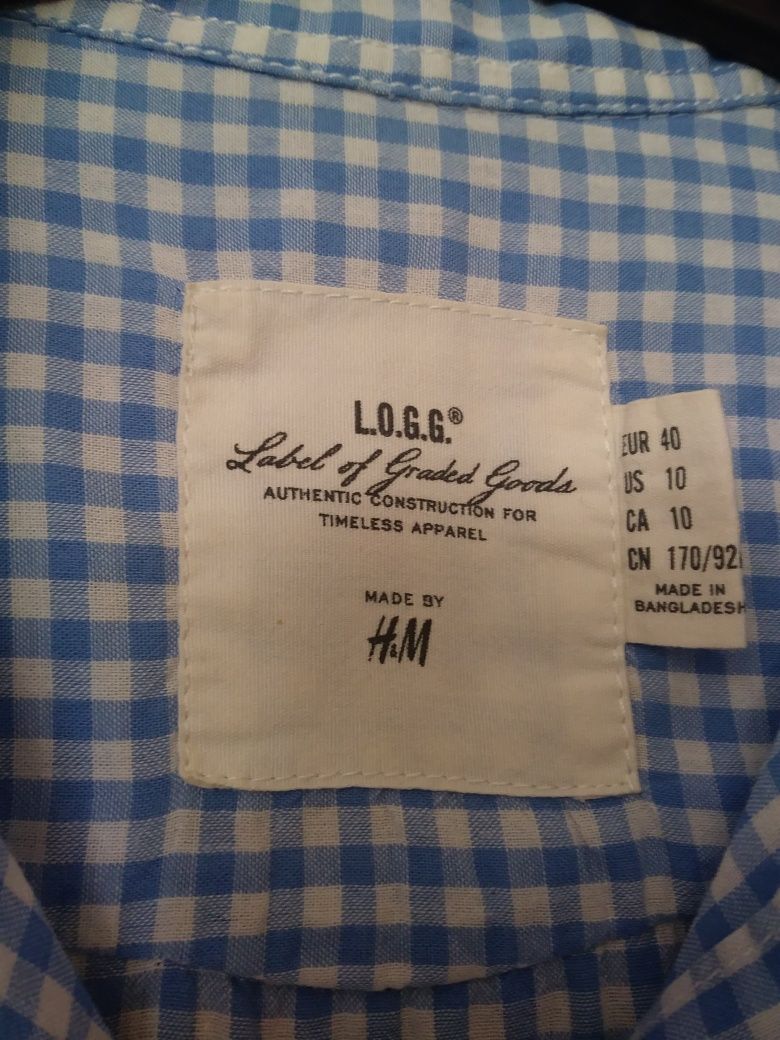 L.O.G.G.®
Label of Graded Goods
AUTHENTIC CONSTRUCTION FOR
TIMELESS APPAREL
MADE BY
H&M
EUR 40
US 10
CA 10
CN 170/92
MADE IN
BANGLADESH